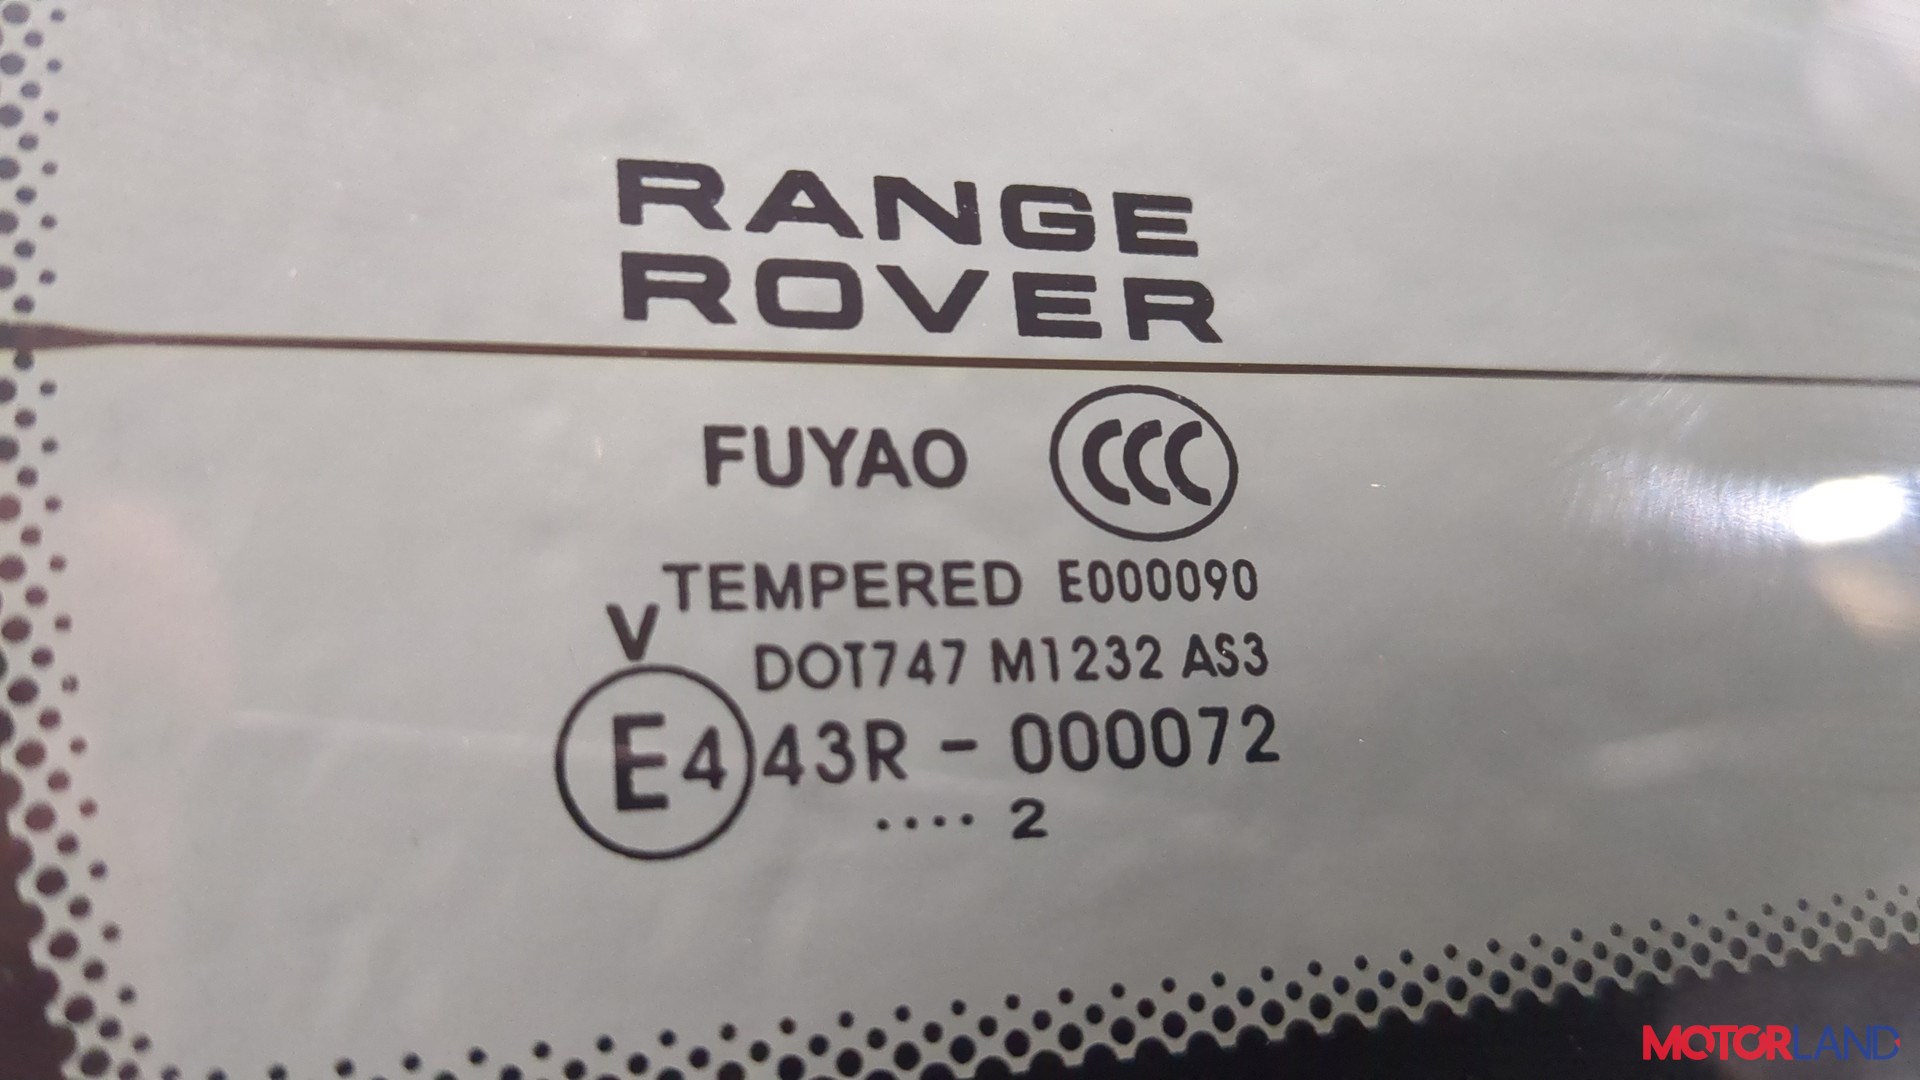 RANGE
ROVER
FUYAO CCC
TEMPERED E000090
V
DOT747 M1232 AS3
E4 43R - 000072
.... 2
MOTORLAND